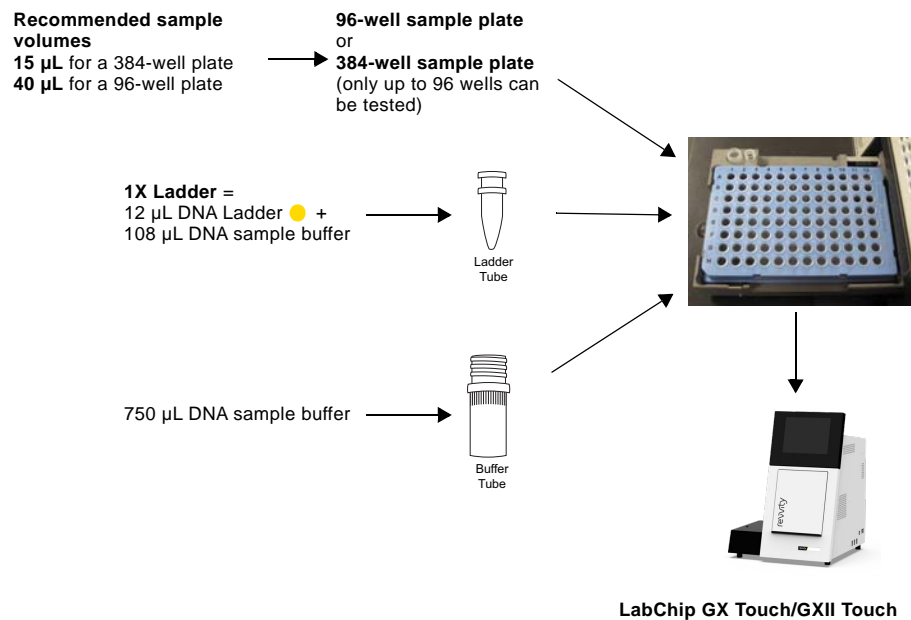 Recommended sample
volumes
15 µL for a 384-well plate
40 µL for a 96-well plate
96-well sample plate
or
384-well sample plate
(only up to 96 wells can
be tested)
1X Ladder =
12 µL DNA Ladder +
108 µL DNA sample buffer
Ladder
Tube
750 µL DNA sample buffer
Buffer
Tube
revvity
LabChip GX Touch/GXII Touch